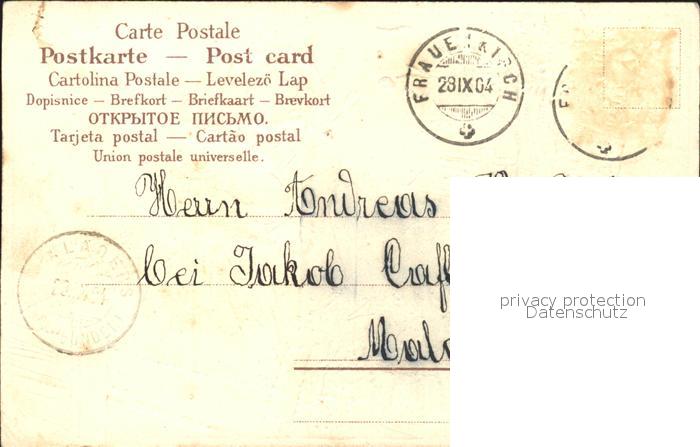 Carte Postale
Postkarte — Post card
Cartolina Postale — Levelező Lap
Dopisnice — Brefkort — Briefkaart — Brevkort
ОТКРЫТОЕ ПИСЬМО.
Tarjeta postal — Cartão postal
Union postale universelle.
FRAUENKIRCH
28 IX 04
Herrn Andreas
bei Jakob
privacy protection
Datenschutz